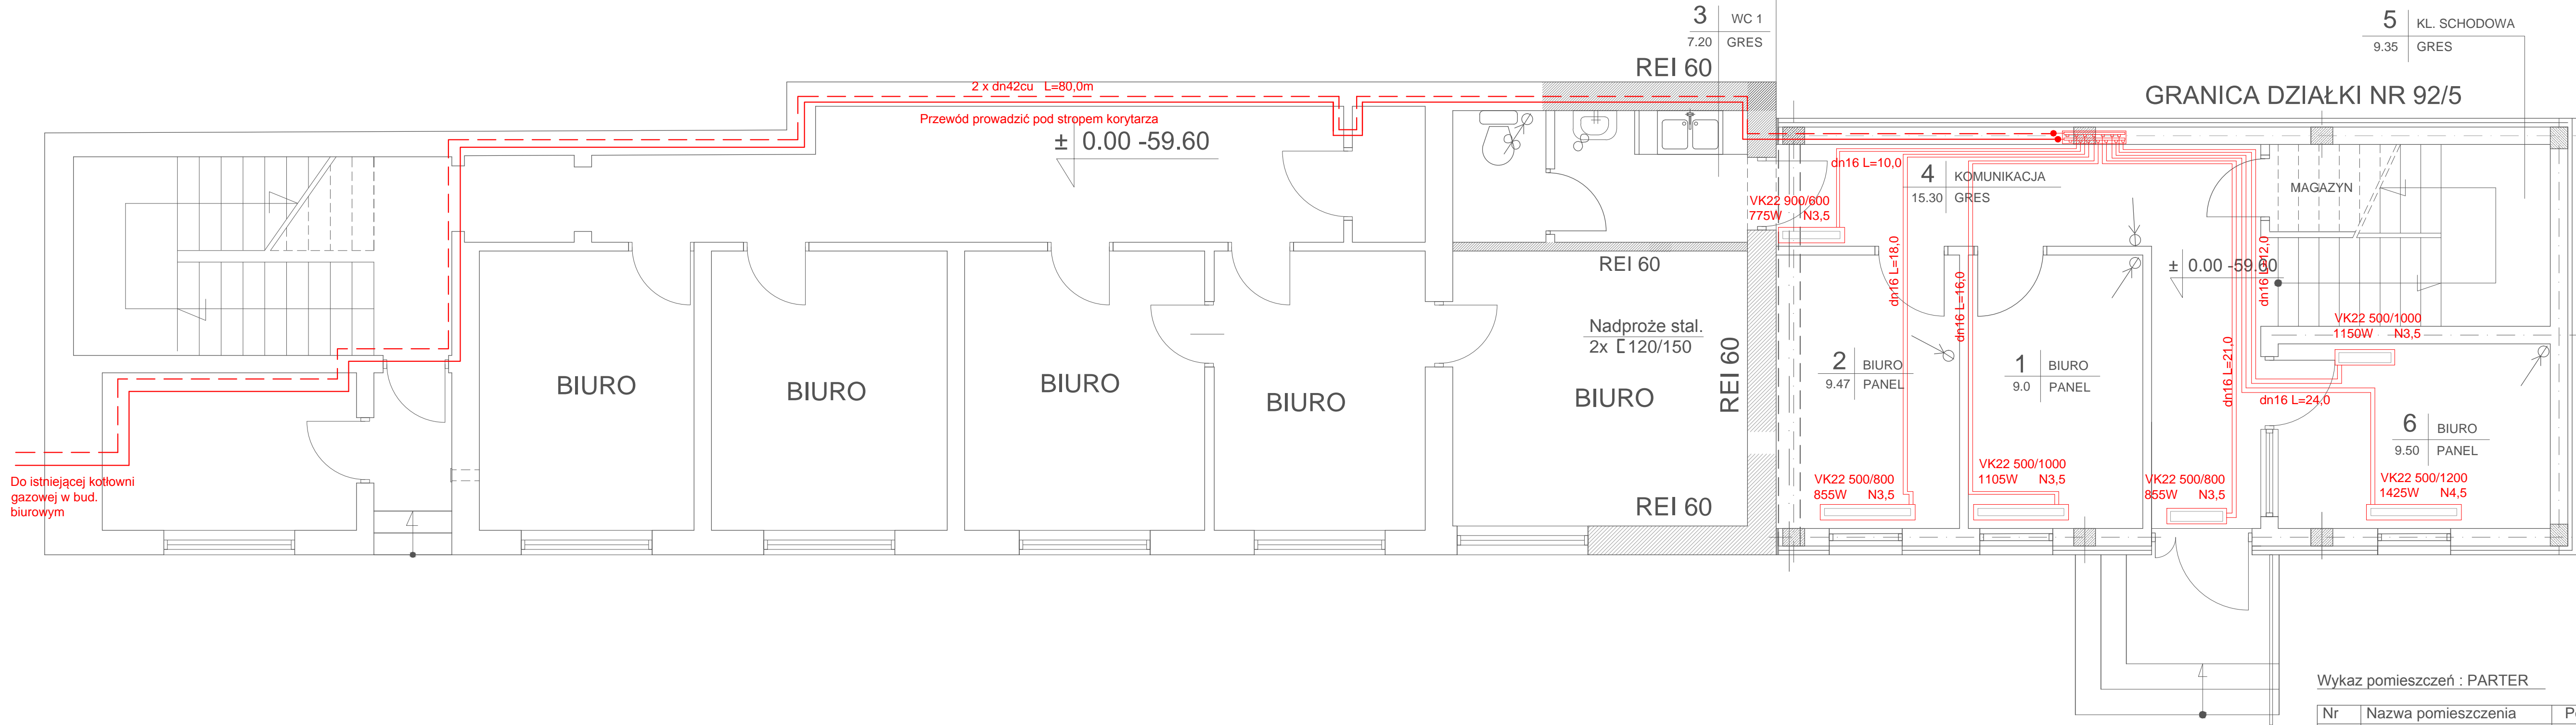 3 WC 1
7.20 GRES
5 KL. SCHODOWA
9.35 GRES
REI 60
GRANICA DZIAŁKI NR 92/5
2 x dn42cu L=80,0m
Przewód prowadzić pod stropem korytarza
± 0.00 -59.60
dn16 L=10,0
4 KOMUNIKACJA
15.30 GRES
MAGAZYN
VK22 900/600
775W N3,5
dn16 L=18,0
dn16 L=16,0
dn16 L=12,0
REI 60
± 0.00 -59.60
Nadproże stal.
2x [120/150
REI 60
VK22 500/1000
1150W N3,5
dn16 L=21,0
2 BIURO
9.47 PANEL
1 BIURO
9.0 PANEL
BIURO
BIURO
BIURO
BIURO
BIURO
dn16 L=24,0
6 BIURO
9.50 PANEL
Do istniejącej kotłowni
gazowej w bud.
biurowym
VK22 500/800
855W N3,5
VK22 500/1000
1105W N3,5
VK22 500/800
855W N3,5
VK22 500/1200
1425W N4,5
REI 60
Wykaz pomieszczeń : PARTER
Nr Nazwa pomieszczenia